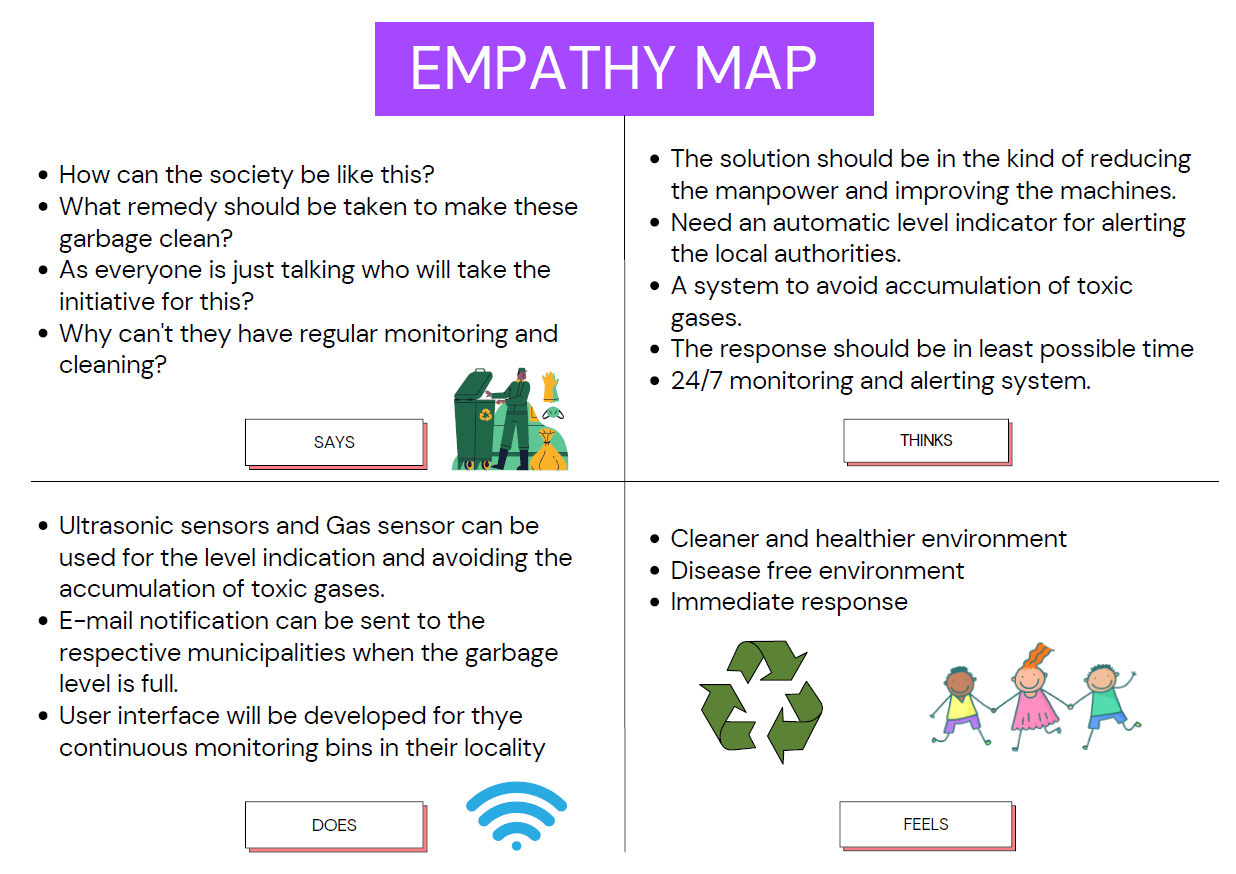 EMPATHY MAP
• How can the society be like this?
• What remedy should be taken to make these
garbage clean?
• As everyone is just talking who will take the
initiative for this?
• Why can't they have regular monitoring and
cleaning?
SAYS
• The solution should be in the kind of reducing
the manpower and improving the machines.
• Need an automatic level indicator for alerting
the local authorities.
• A system to avoid accumulation of toxic
gases.
• The response should be in least possible time
• 24/7 monitoring and alerting system.
THINKS
• Ultrasonic sensors and Gas sensor can be
used for the level indication and avoiding the
accumulation of toxic gases.
• E-mail notification can be sent to the
respective municipalities when the garbage
level is full.
• User interface will be developed for thye
continuous monitoring bins in their locality
DOES
• Cleaner and healthier environment
• Disease free environment
• Immediate response
FEELS